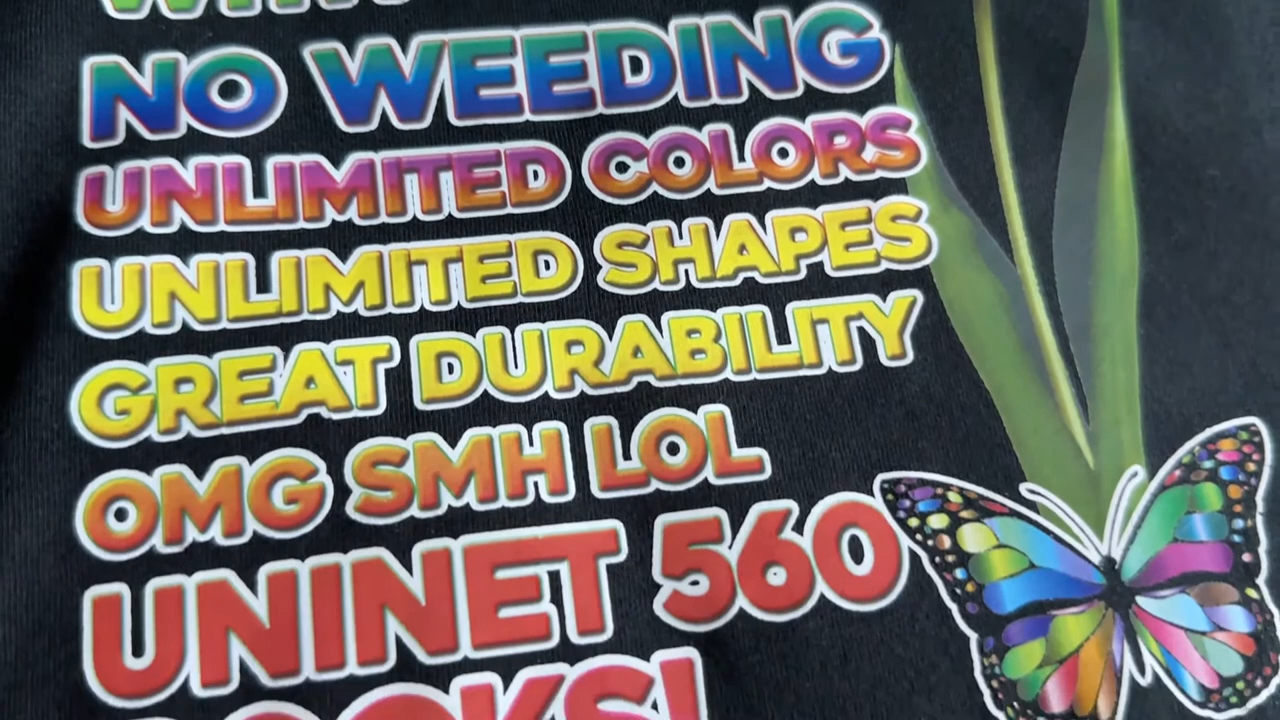 NO WEEDING
UNLIMITED COLORS
UNLIMITED SHAPES
GREAT DURABILITY
OMG SMH LOL
UNINET 560